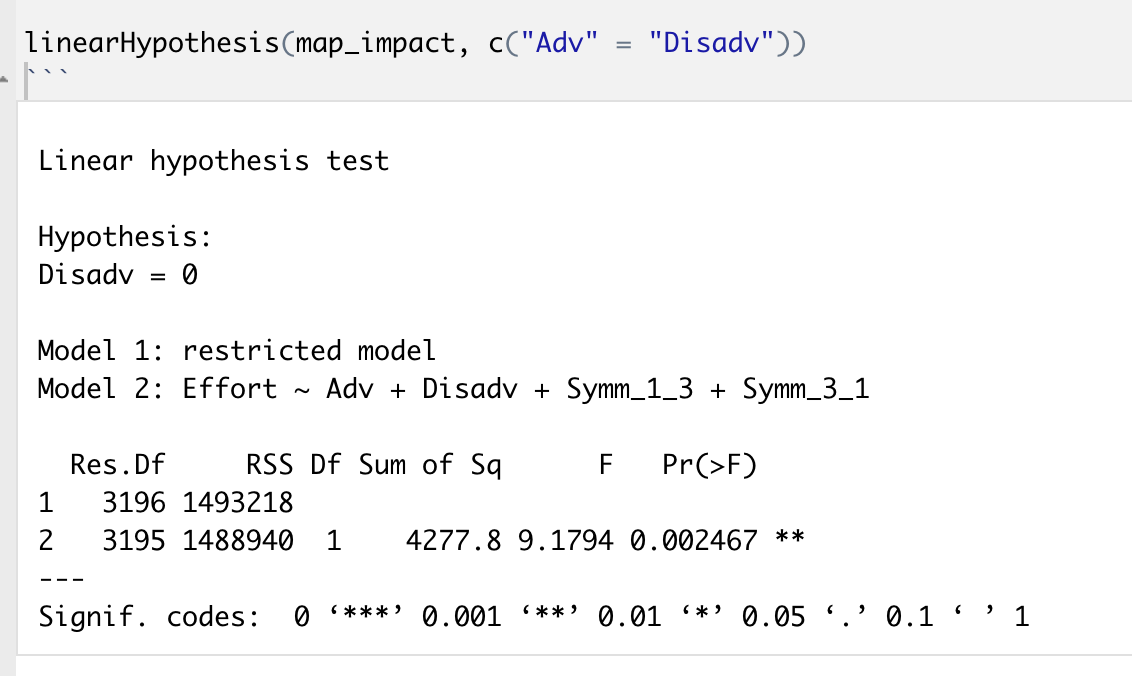 linearHypothesis(map_impact, c("Adv" = "Disadv"))
```
Linear hypothesis test
Hypothesis:
Disadv = 0
Model 1: restricted model
Model 2: Effort ~ Adv + Disadv + Symm_1_3 + Symm_3_1
  Res.Df     RSS Df Sum of Sq      F   Pr(>F)
1   3196 1493218
2   3195 1488940  1    4277.8 9.1794 0.002467 **
---
Signif. codes:  0 ‘***’ 0.001 ‘**’ 0.01 ‘*’ 0.05 ‘.’ 0.1 ‘ ’ 1